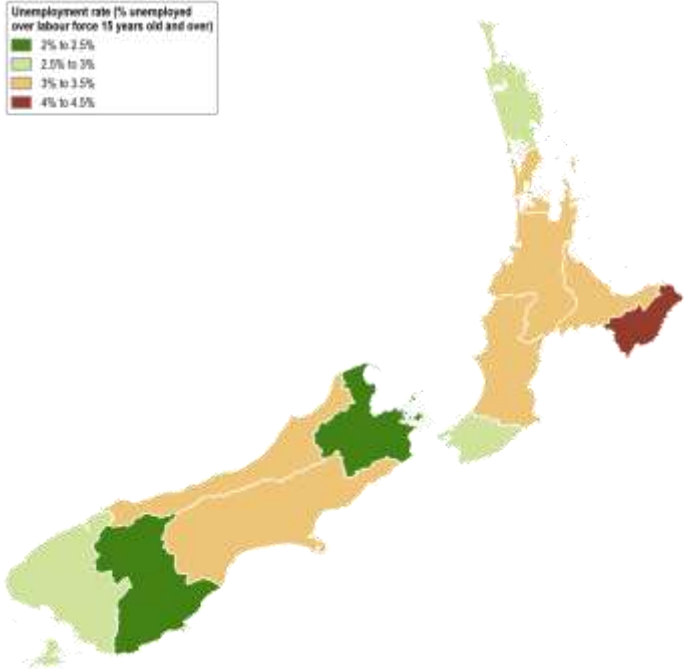 Unemployment rate (% unemployed
over labour force 15 years old and over)
2% to 2.5%
2.5% to 3%
3% to 3.5%
4% to 4.5%